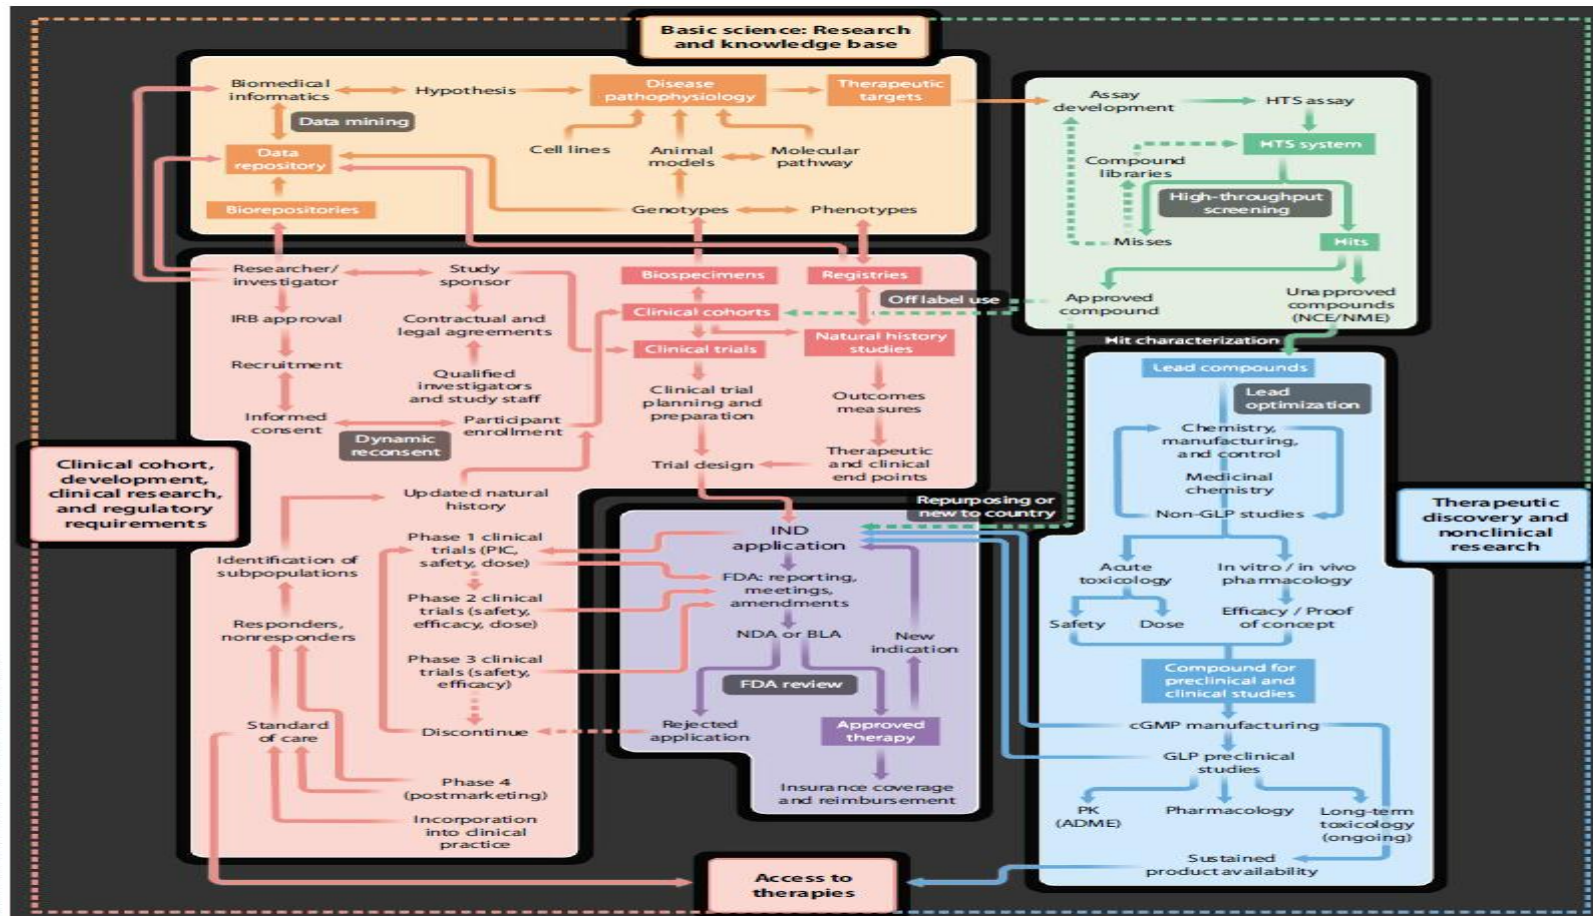 Basic science: Research
and knowledge base
Biomedical
informatics
Hypothesis
Disease
pathophysiology
Therapeutic
targets
Data mining
Data
repository
Cell lines
Animal
models
Molecular
pathway
Biorepositories
Genotypes
Phenotypes
Assay
development
HTS assay
HTS system
Compound
libraries
High-throughput
screening
Misses
Hits
Approved
compound
Unapproved
compounds
(NCE/NME)
Researcher/
investigator
Study
sponsor
Biospecimens
Registries
Off label use
IRB approval
Contractual and
legal agreements
Clinical cohorts
Clinical trials
Natural history
studies
Recruitment
Qualified
investigators
and study staff
Clinical trial
planning and
preparation
Outcomes
measures
Informed
consent
Dynamic
reconsent
Participant
enrollment
Trial design
Therapeutic
and clinical
end points
Clinical cohort,
development,
clinical research,
and regulatory
requirements
Updated natural
history
Identification of
subpopulations
Responders,
nonresponders
Standard
of care
Phase 1 clinical
trials (PIC,
safety, dose)
Phase 2 clinical
trials (safety,
efficacy, dose)
Phase 3 clinical
trials (safety,
efficacy)
Discontinue
Phase 4
(postmarketing)
Incorporation
into clinical
practice
Repurposing or
new to country
IND
application
FDA: reporting,
meetings,
amendments
NDA or BLA
New
indication
FDA review
Rejected
application
Approved
therapy
Insurance coverage
and reimbursement
Hit characterization
Lead compounds
Lead
optimization
Chemistry,
manufacturing,
and control
Medicinal
chemistry
Non-GLP studies
Therapeutic
discovery and
nonclinical
research
Acute
toxicology
In vitro / in vivo
pharmacology
Safety
Dose
Efficacy / Proof
of concept
Compound for
preclinical and
clinical studies
cGMP manufacturing
GLP preclinical
studies
PK
(ADME)
Pharmacology
Long-term
toxicology
(ongoing)
Sustained
product availability
Access to
therapies